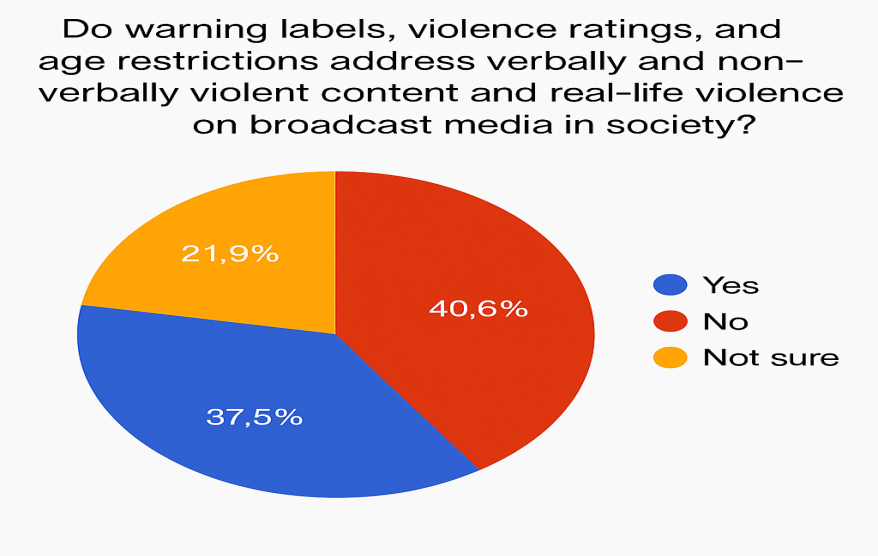 Do warning labels, violence ratings, and
age restrictions address verbally and non-
verbally violent content and real-life violence
on broadcast media in society?
21,9%
40,6%
37,5%
Yes
No
Not sure